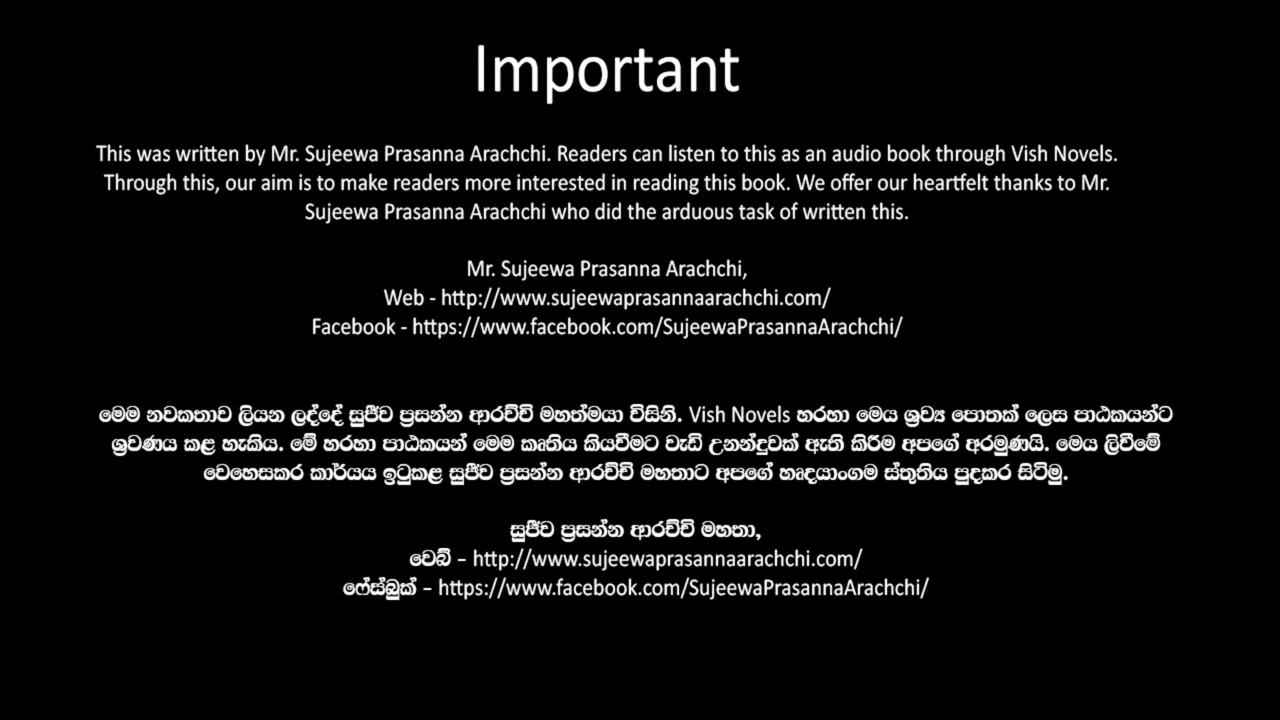 Important
This was written by Mr. Sujeewa Prasanna Arachchi. Readers can listen to this as an audio book through Vish Novels.
Through this, our aim is to make readers more interested in reading this book. We offer our heartfelt thanks to Mr.
Sujeewa Prasanna Arachchi who did the arduous task of written this.
Mr. Sujeewa Prasanna Arachchi,
Web - http://www.sujeewaprasannaarachchi.com/
Facebook - https://www.facebook.com/SujeewaPrasannaArachchi/
මෙම නවකතාව ලියන ලද්දේ සුජීව ප්‍රසන්න ආරච්චි මහත්මයා විසිනි. Vish Novels හරහා මෙය ශ්‍රව්‍ය පොතක් ලෙස පාඨකයන්ට
ශ්‍රවණය කළ හැකිය. මේ හරහා පාඨකයන් මෙම කෘතිය කියවීමට වැඩි උනන්දුවක් ඇති කිරීම අපගේ අරමුණයි. මෙය ලිවීමේ
වෙහෙසකර කාර්යය ඉටුකළ සුජීව ප්‍රසන්න ආරච්චි මහතාට අපගේ හෘදයාංගම ස්තුතිය පුදකර සිටිමු.
සුජීව ප්‍රසන්න ආරච්චි මහතා,
වෙබ් – http://www.sujeewaprasannaarachchi.com/
ෆේස්බුක් – https://www.facebook.com/SujeewaPrasannaArachchi/